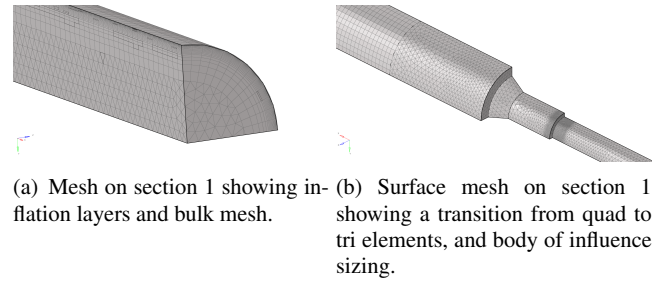 (a) Mesh on section 1 showing in-
flation layers and bulk mesh.
(b) Surface mesh on section 1
showing a transition from quad to
tri elements, and body of influence
sizing.